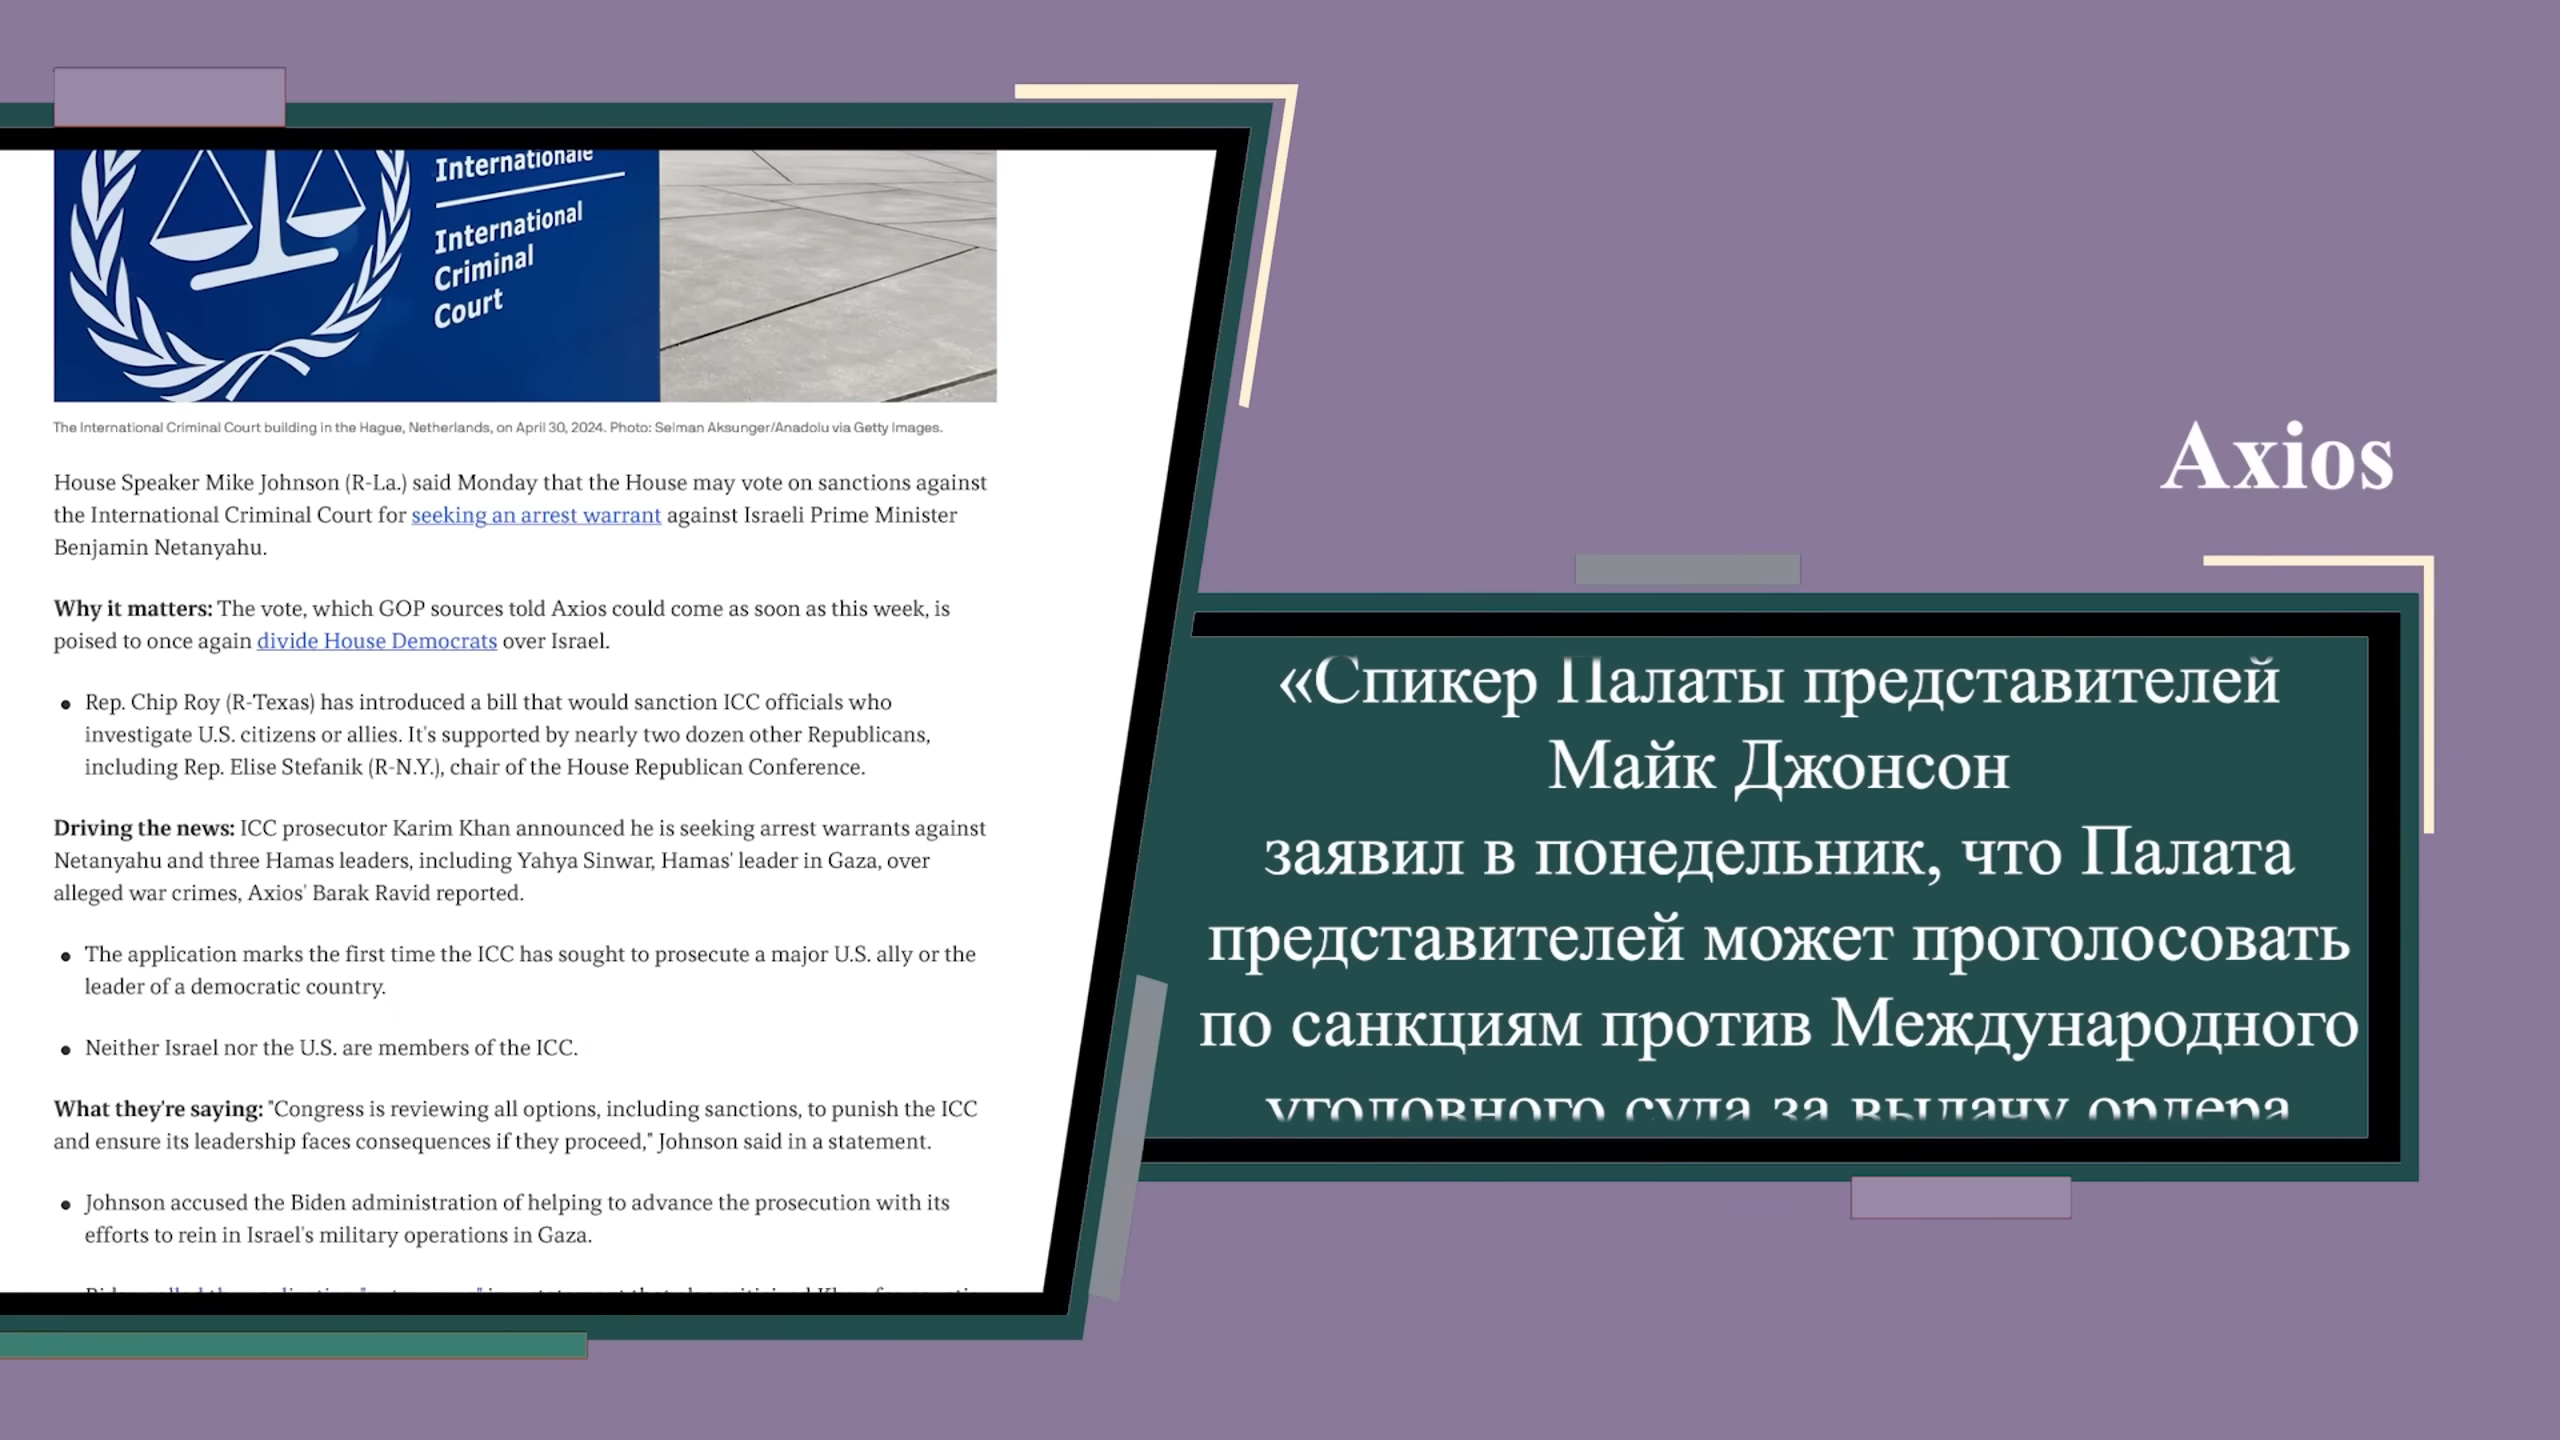 Internationale
International
Criminal
Court
The International Criminal Court building in the Hague, Netherlands, on April 30, 2024. Photo: Selman Aksunger/Anadolu via Getty Images.
House Speaker Mike Johnson (R-La.) said Monday that the House may vote on sanctions against
the International Criminal Court for seeking an arrest warrant against Israeli Prime Minister
Benjamin Netanyahu.
Why it matters: The vote, which GOP sources told Axios could come as soon as this week, is
poised to once again divide House Democrats over Israel.
• Rep. Chip Roy (R-Texas) has introduced a bill that would sanction ICC officials who
investigate U.S. citizens or allies. It's supported by nearly two dozen other Republicans,
including Rep. Elise Stefanik (R-N.Y.), chair of the House Republican Conference.
Driving the news: ICC prosecutor Karim Khan announced he is seeking arrest warrants against
Netanyahu and three Hamas leaders, including Yahya Sinwar, Hamas' leader in Gaza, over
alleged war crimes, Axios' Barak Ravid reported.
• The application marks the first time the ICC has sought to prosecute a major U.S. ally or the
leader of a democratic country.
• Neither Israel nor the U.S. are members of the ICC.
What they're saying: "Congress is reviewing all options, including sanctions, to punish the ICC
and ensure its leadership faces consequences if they proceed," Johnson said in a statement.
• Johnson accused the Biden administration of helping to advance the prosecution with its
efforts to rein in Israel's military operations in Gaza.
Axios
«Спикер Палаты представителей
Майк Джонсон
заявил в понедельник, что Палата
представителей может проголосовать
по санкциям против Международного
уголовного суда за выдачу ордера